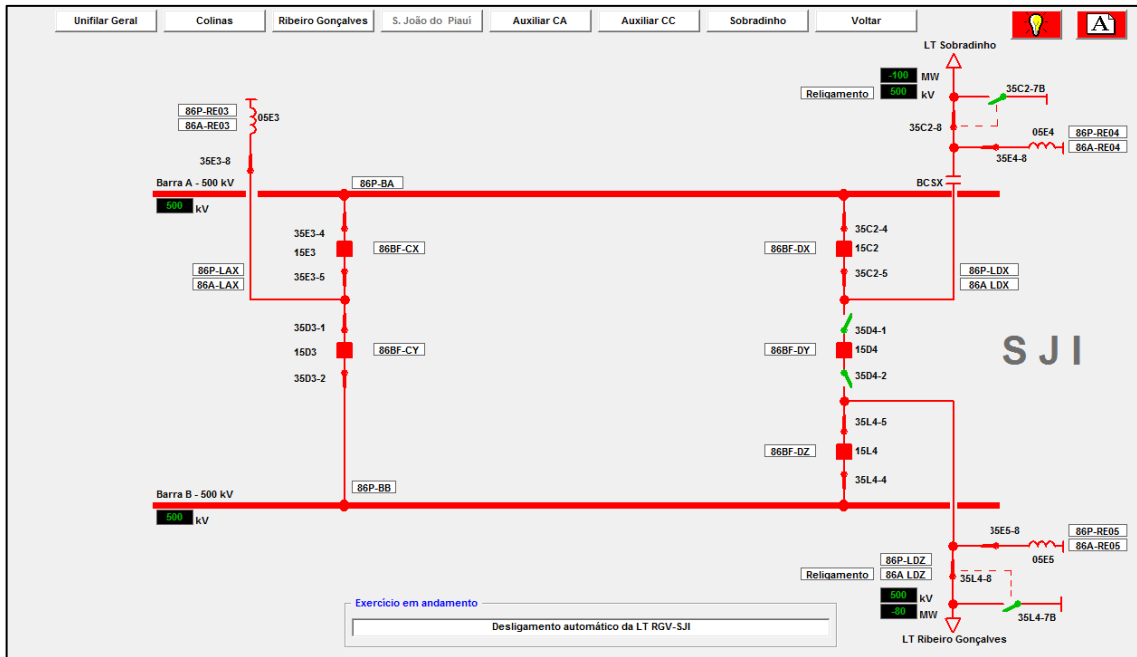 Unifilar Geral
Colinas
Ribeiro Gonçalves
S. João do Piauí
Auxiliar CA
Auxiliar CC
Sobradinho
Voltar
A
LT Sobradinho
-100 MW
Religamento 500 kV
35C2-7B
86P-RE03
86A-RE03
05E3
35C2-8
05E4
86P-RE04
86A-RE04
35E3-8
35E4-8
Barra A - 500 kV
86P-BA
BCSX
500 kV
35E3-4
35C2-4
15E3
86BF-CX
86BF-DX
15C2
86P-LAX
86A-LAX
35E3-5
35C2-5
86P-LDX
86A LDX
35D3-1
35D4-1
15D3
86BF-CY
86BF-DY
15D4
SJI
35D3-2
35D4-2
35L4-5
86BF-DZ
15L4
35L4-4
86P-BB
Barra B - 500 kV
500 kV
35E5-8
86P-RE05
86A-RE05
05E5
86P-LDZ
Religamento 86A LDZ
35L4-8
500 kV
-80 MW
35L4-7B
LT Ribeiro Gonçalves
Exercício em andamento
Desligamento automático da LT RGV-SJI